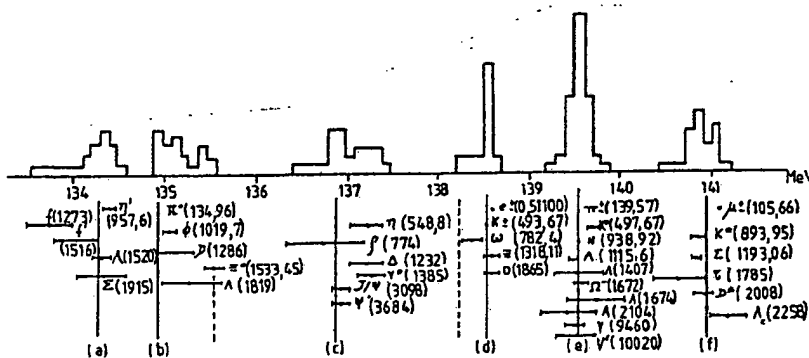 134 135 136 137 138 139 140 141 MeV
f(1273)
f'
(1516)
η'
(957,6)
Λ(1520)
Σ(1915)
(a)
π°(134,96)
φ(1019,7)
D(1286)
Ξ*(1533,45)
Λ(1819)
(b)
η(548,8)
ρ(774)
Δ(1232)
Y*(1385)
J/Ψ(3098)
Ψ'(3684)
(c)
e±(0,51100)
K±(493,67)
ω(782,4)
Ξ(1318,11)
D(1865)
(d)
π±(139,57)
K°(497,67)
N(938,92)
Λ(1115,6)
Λ(1407)
Ω⁻(1672)
Λ(1674)
Λ(2104)
Υ(9460)
Υ'(10020)
(e)
μ±(105,66)
K*(893,95)
Σ(1193,06)
τ(1785)
D*(2008)
Λc(2258)
(f)